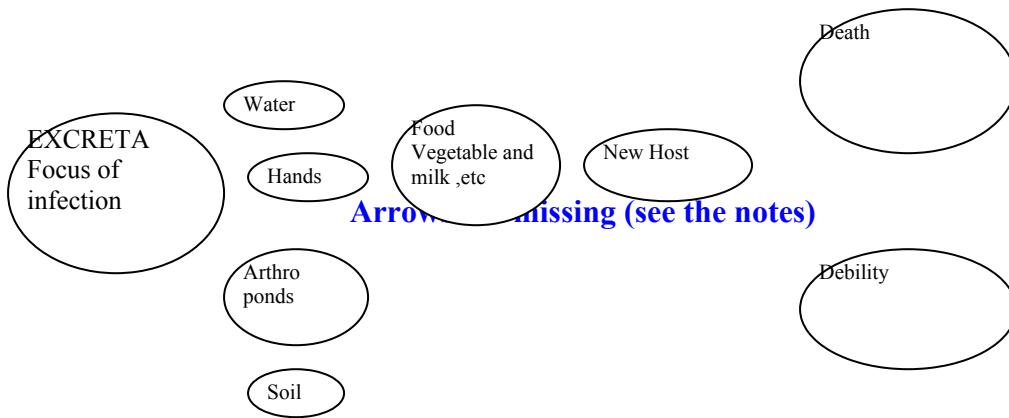 Death
Water
EXCRETA
Focus of
infection
Food
Vegetable and
milk ,etc
New Host
Hands
missing (see the notes)
Arthro
ponds
Debility
Soil